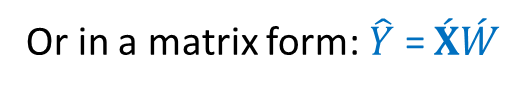 Or in a matrix form: Ŷ = X́Ẃ